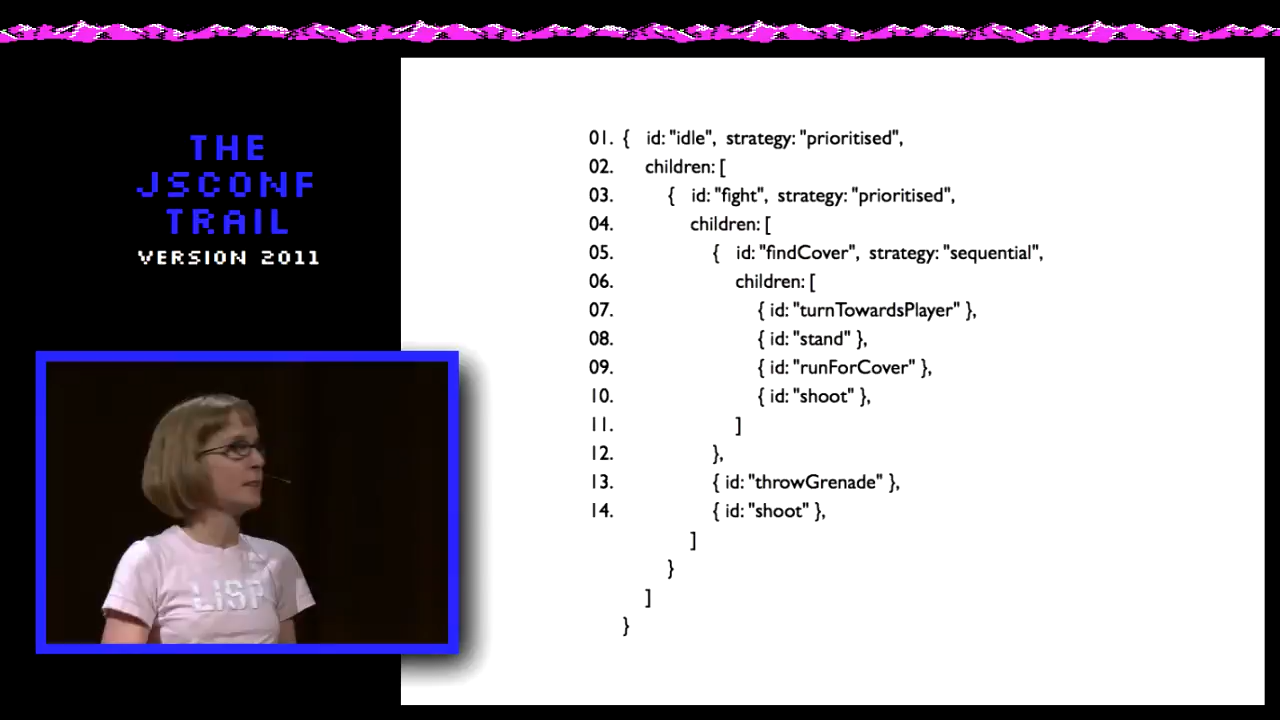 THE
JSCONF
TRAIL
VERSION 2011
01. { id: "idle", strategy: "prioritised",
02. children: [
03. { id: "fight", strategy: "prioritised",
04. children: [
05. { id: "findCover", strategy: "sequential",
06. children: [
07. { id: "turnTowardsPlayer" },
08. { id: "stand" },
09. { id: "runForCover" },
10. { id: "shoot" },
11. ]
12. },
13. { id: "throwGrenade" },
14. { id: "shoot" },
]
}
]
}
LISP